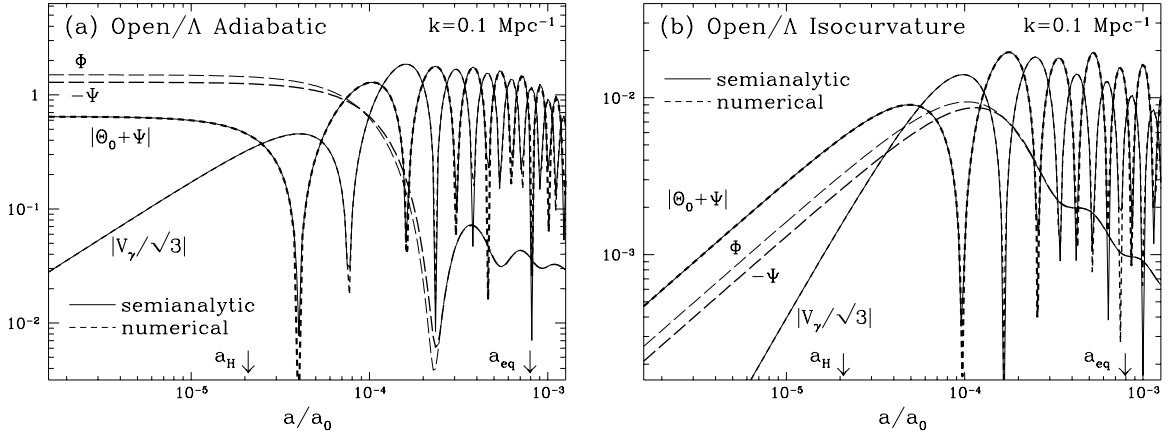 (a) Open/Λ Adiabatic
k=0.1 Mpc⁻¹
Φ
−Ψ
|Θ₀+Ψ|
|V_γ/√3|
semianalytic
numerical
a_H ↓
a_eq ↓
1
10⁻¹
10⁻²
10⁻⁵
10⁻⁴
10⁻³
a/a₀
(b) Open/Λ Isocurvature
k=0.1 Mpc⁻¹
semianalytic
numerical
|Θ₀+Ψ|
Φ
−Ψ
|V_γ/√3|
a_H ↓
a_eq ↓
10⁻²
10⁻³
10⁻⁵
10⁻⁴
10⁻³
a/a₀